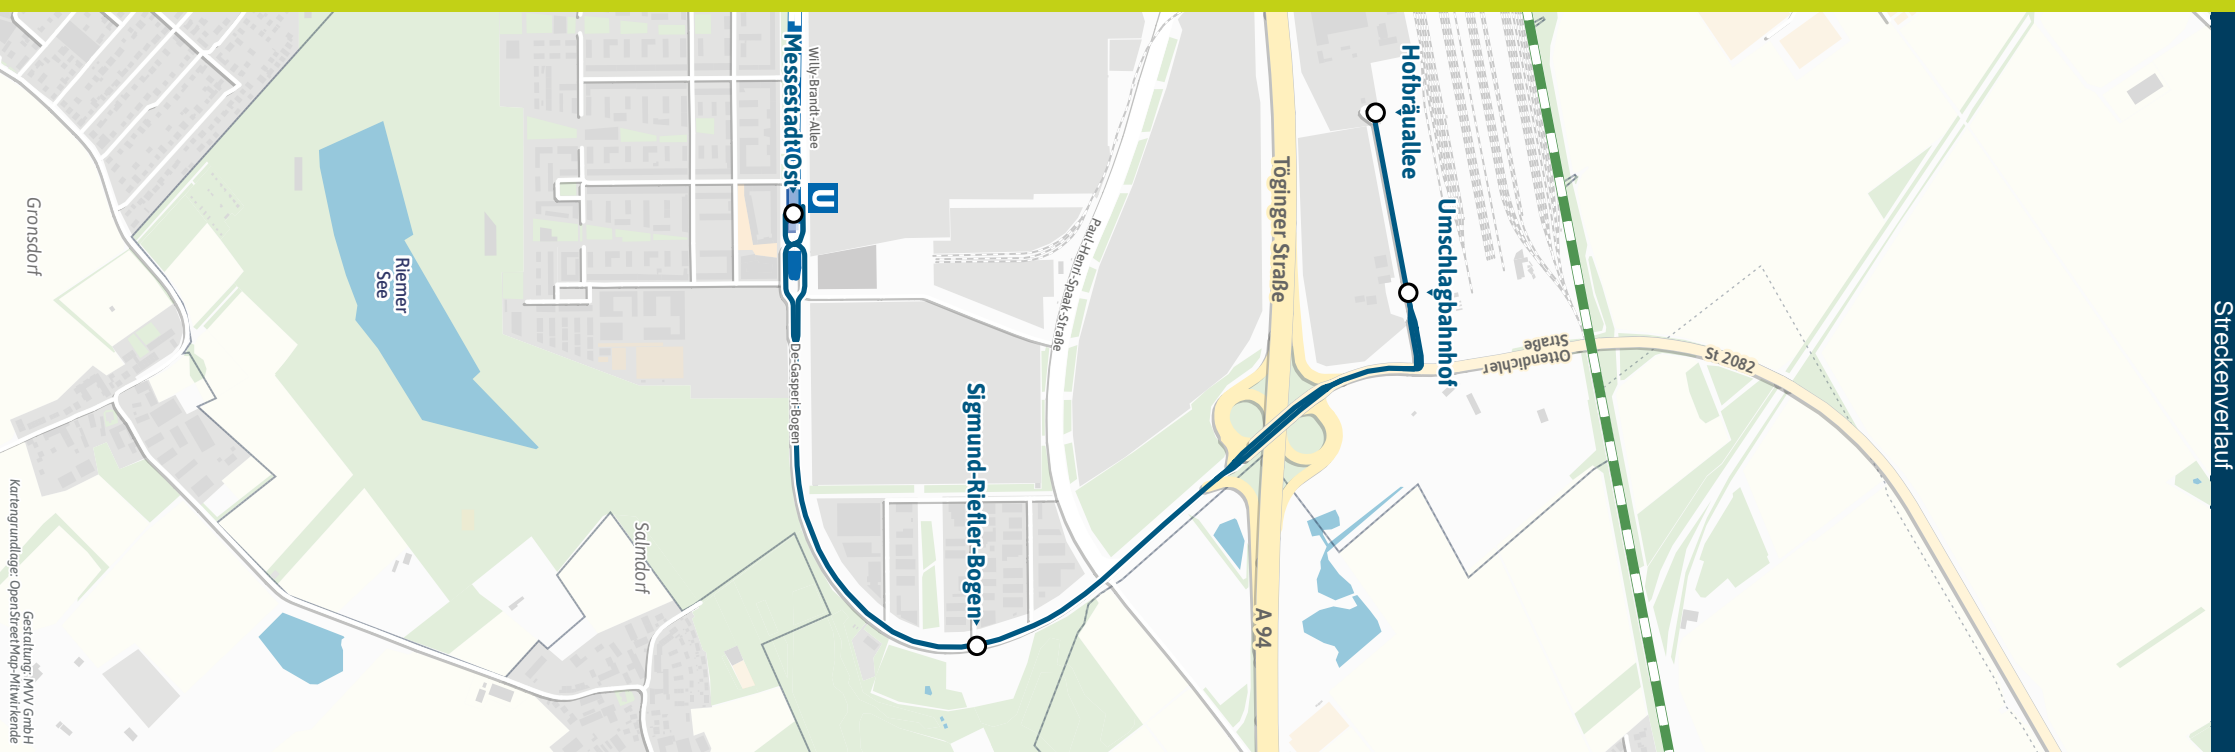 Streckenverlauf
St 2082
Ottendichler
Straße
Hofbräuallee
Umschlagbahnhof
Töginger Straße
A 94
Paul-Henri-Spaak-Straße
Sigmund-Riefler-Bogen
Willy-Brandt-Allee
Messestadt Ost
U
De-Gasperi-Bogen
Salmdorf
Riemer
See
Gronsdorf
Gestaltung: MVV GmbH
Kartengrundlage: OpenStreetMap-Mitwirkende